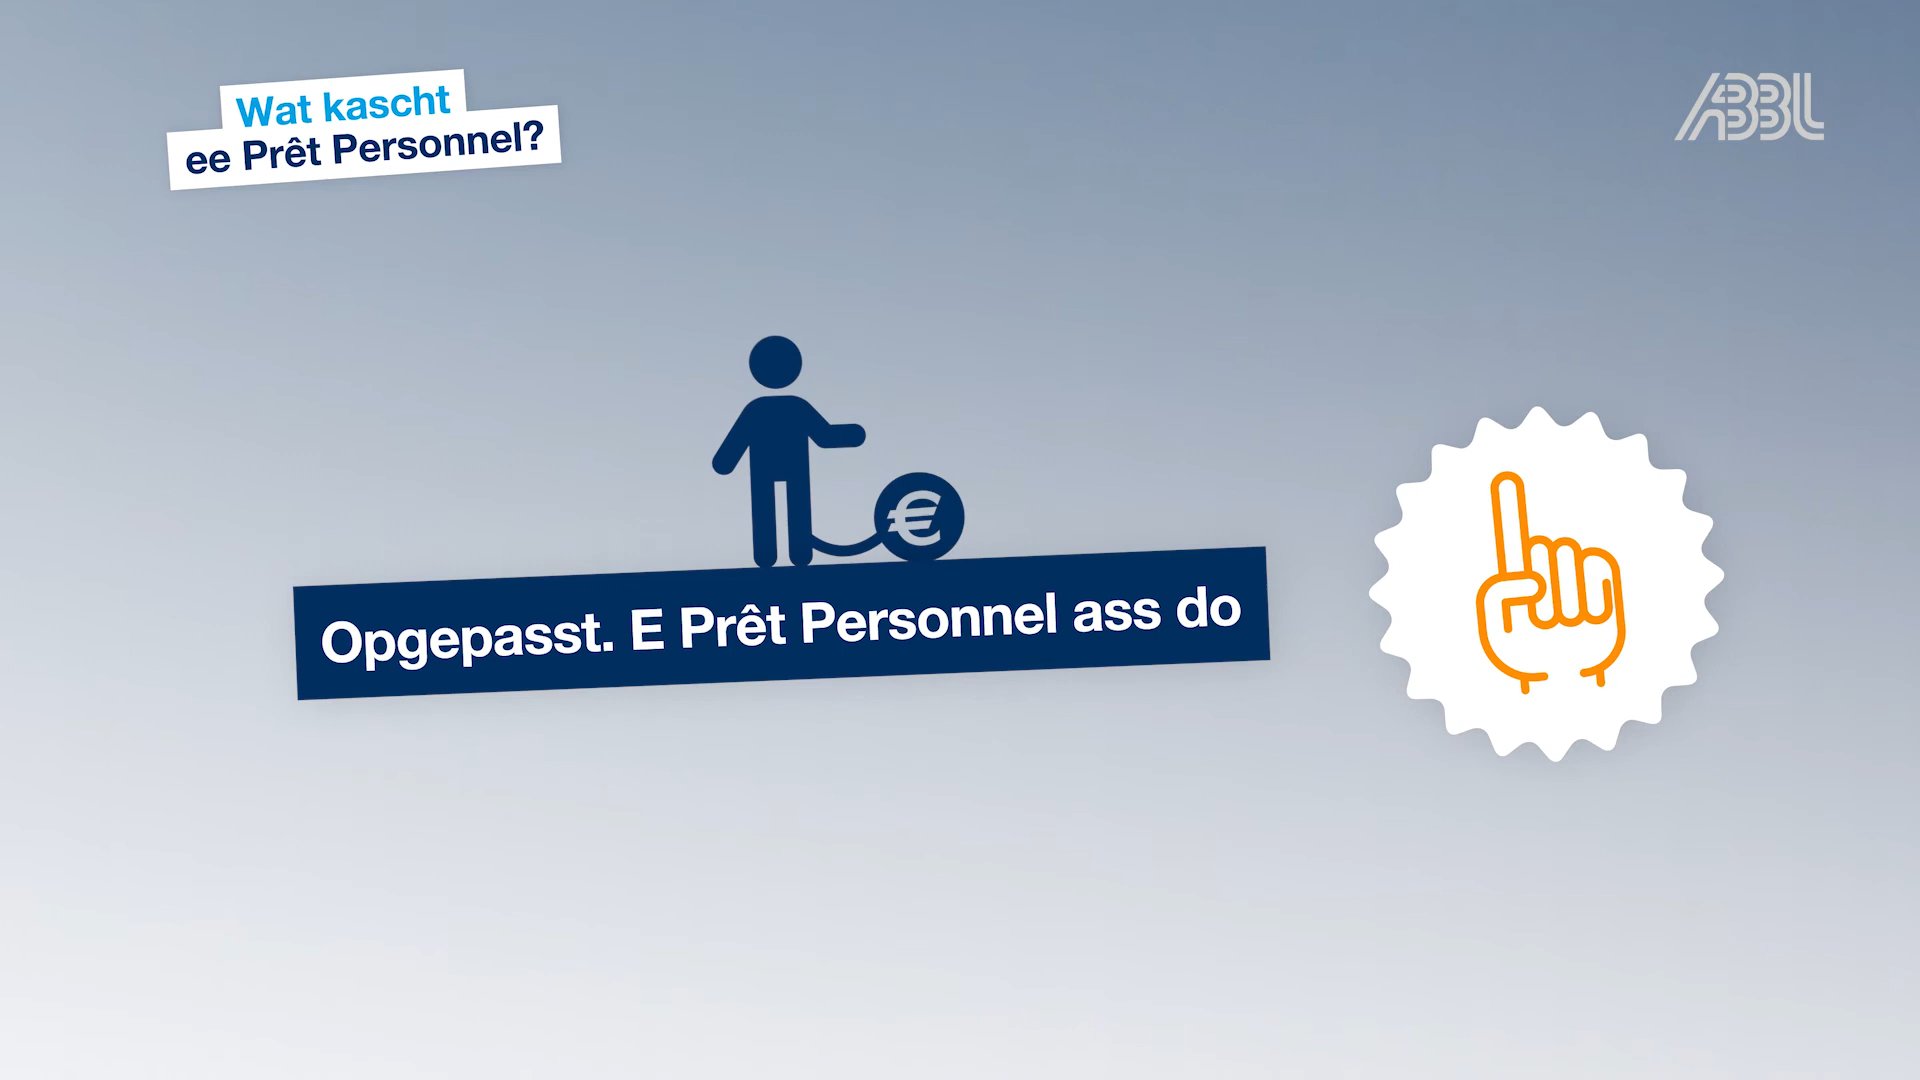 Wat kascht
ee Prêt Personnel?
ABBL
€
Opgepasst. E Prêt Personnel ass do